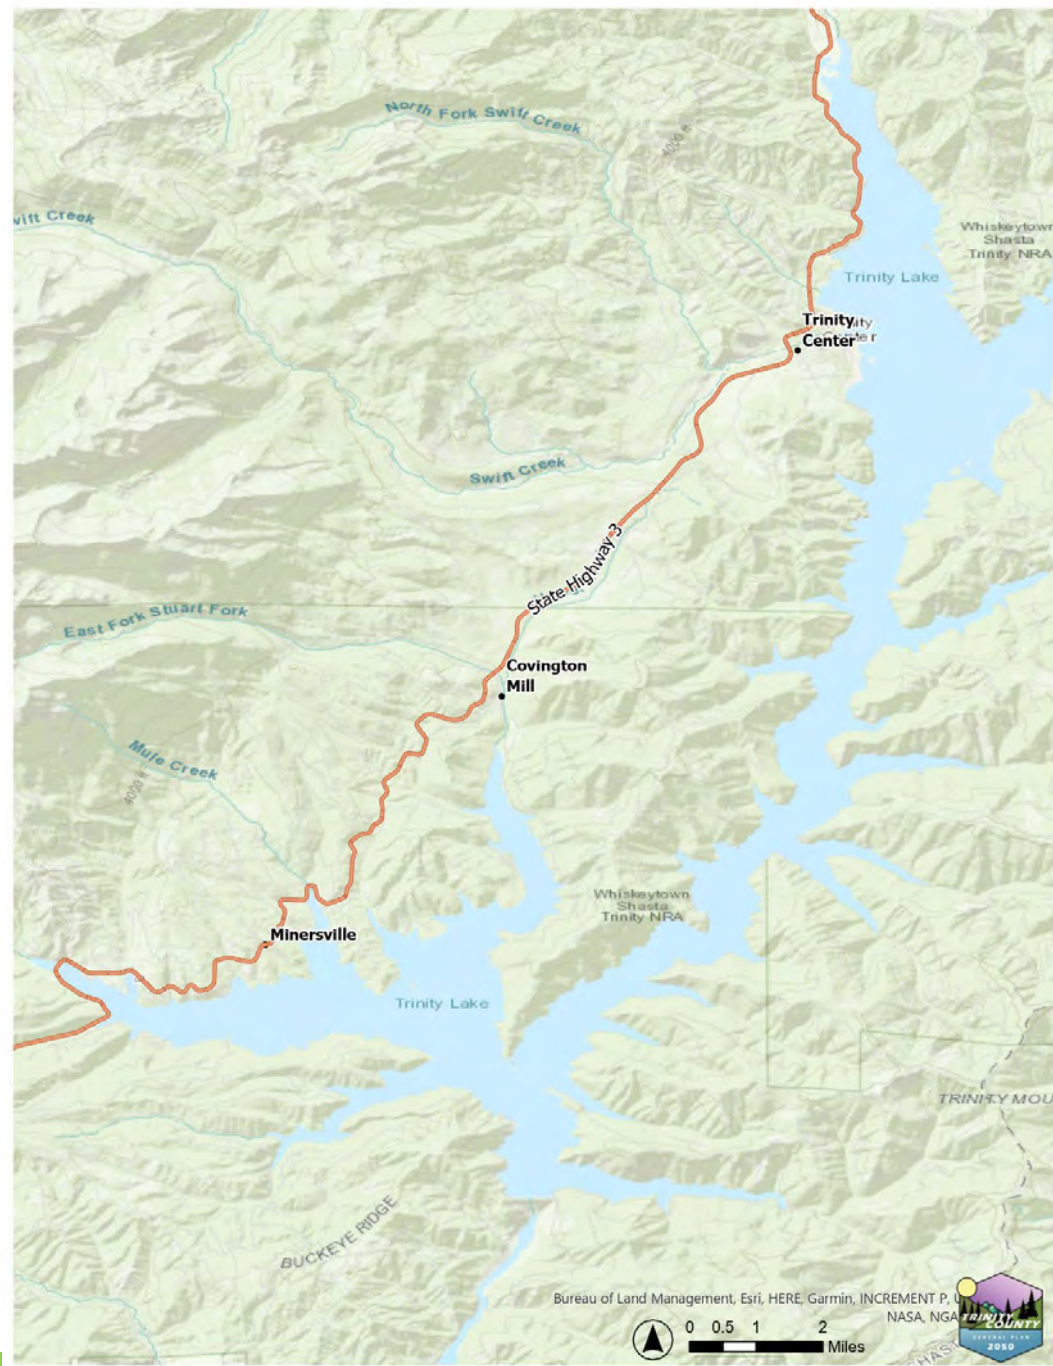 North Fork Swift Creek
4000 ft
wift Creek
Whiskeytown
Shasta
Trinity NRA
Trinity Lake
Trinity
Center
Swift Creek
State Highway 3
East Fork Stuart Fork
Covington
Mill
Mule Creek
4000 ft
Whiskeytown
Shasta
Trinity NRA
Minersville
Trinity Lake
TRINITY MOU
BUCKEYE RIDGE
Bureau of Land Management, Esri, HERE, Garmin, INCREMENT P,
NASA, NGA
0 0.5 1 2
Miles
TRINITY COUNTY
GENERAL PLAN
2050